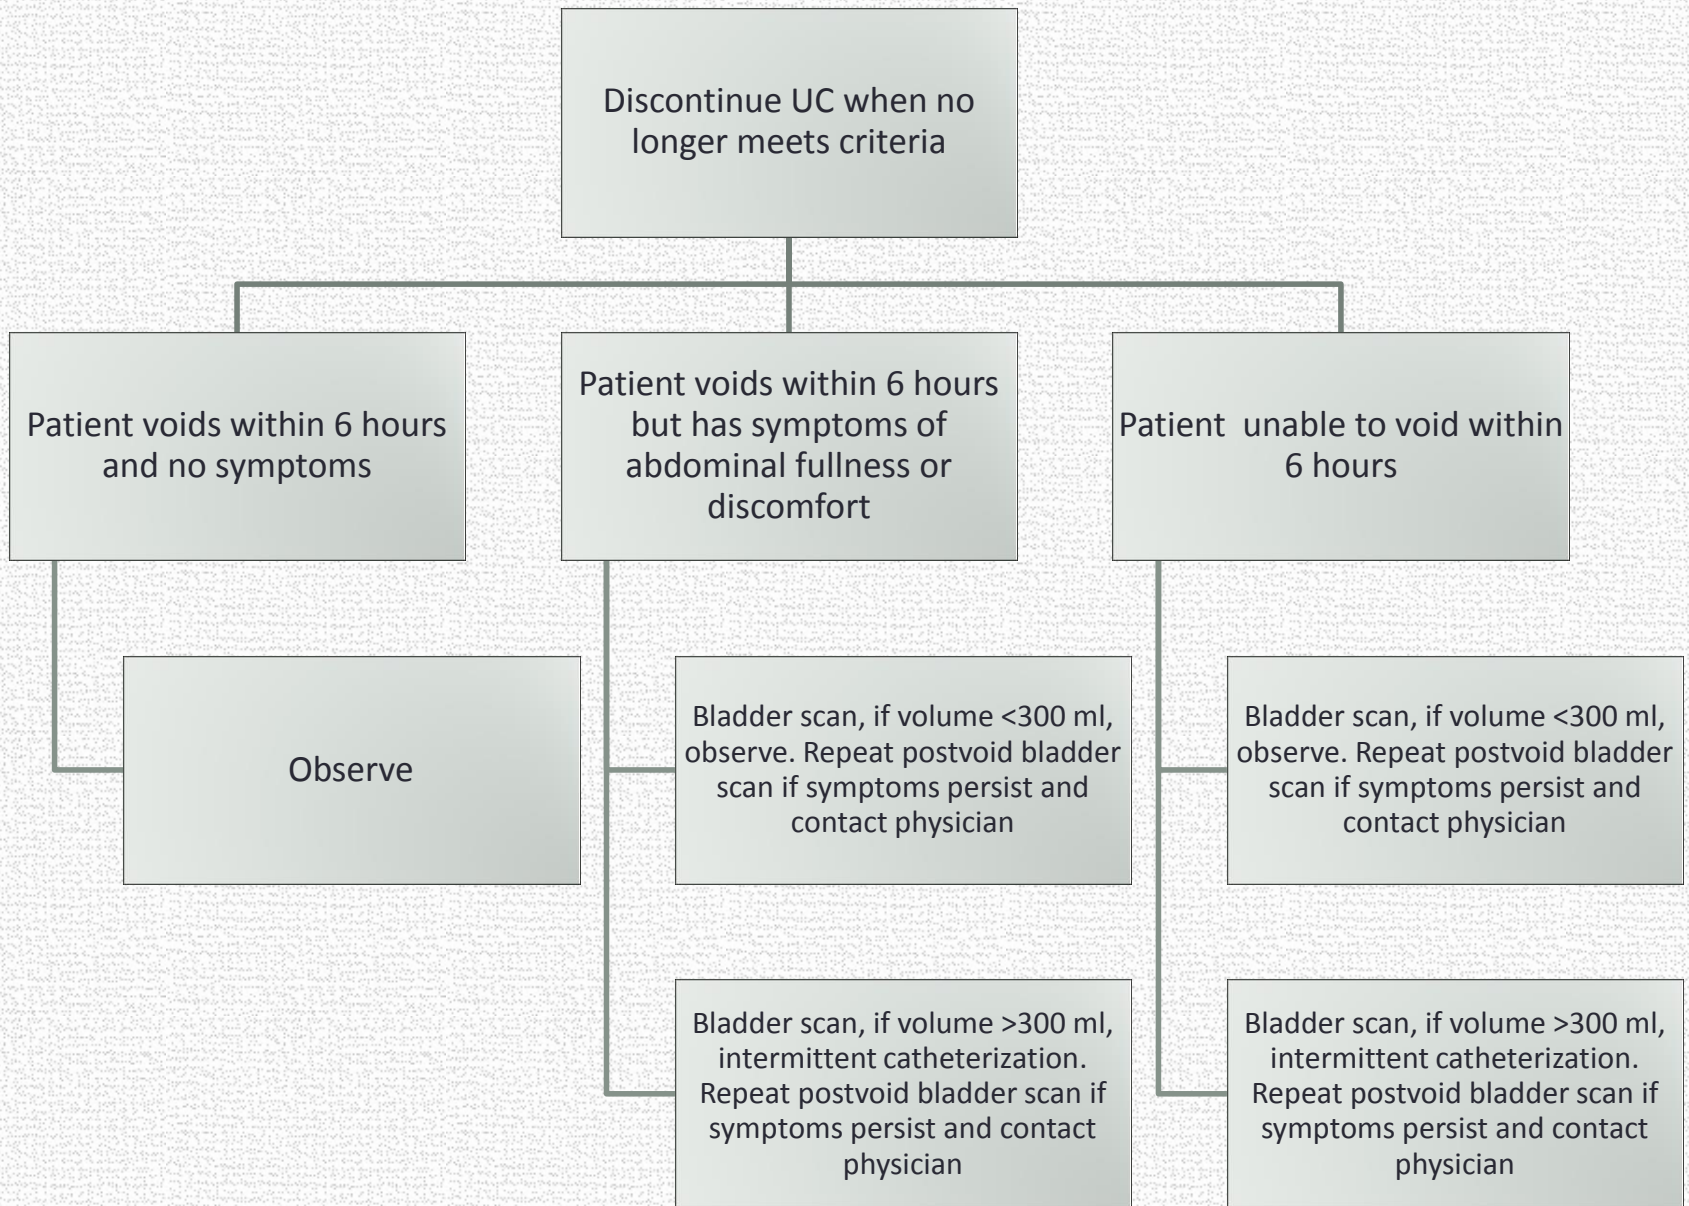 Discontinue UC when no
longer meets criteria
Patient voids within 6 hours
and no symptoms
Patient voids within 6 hours
but has symptoms of
abdominal fullness or
discomfort
Patient unable to void within
6 hours
Observe
Bladder scan, if volume <300 ml,
observe. Repeat postvoid bladder
scan if symptoms persist and
contact physician
Bladder scan, if volume <300 ml,
observe. Repeat postvoid bladder
scan if symptoms persist and
contact physician
Bladder scan, if volume >300 ml,
intermittent catheterization.
Repeat postvoid bladder scan if
symptoms persist and contact
physician
Bladder scan, if volume >300 ml,
intermittent catheterization.
Repeat postvoid bladder scan if
symptoms persist and contact
physician